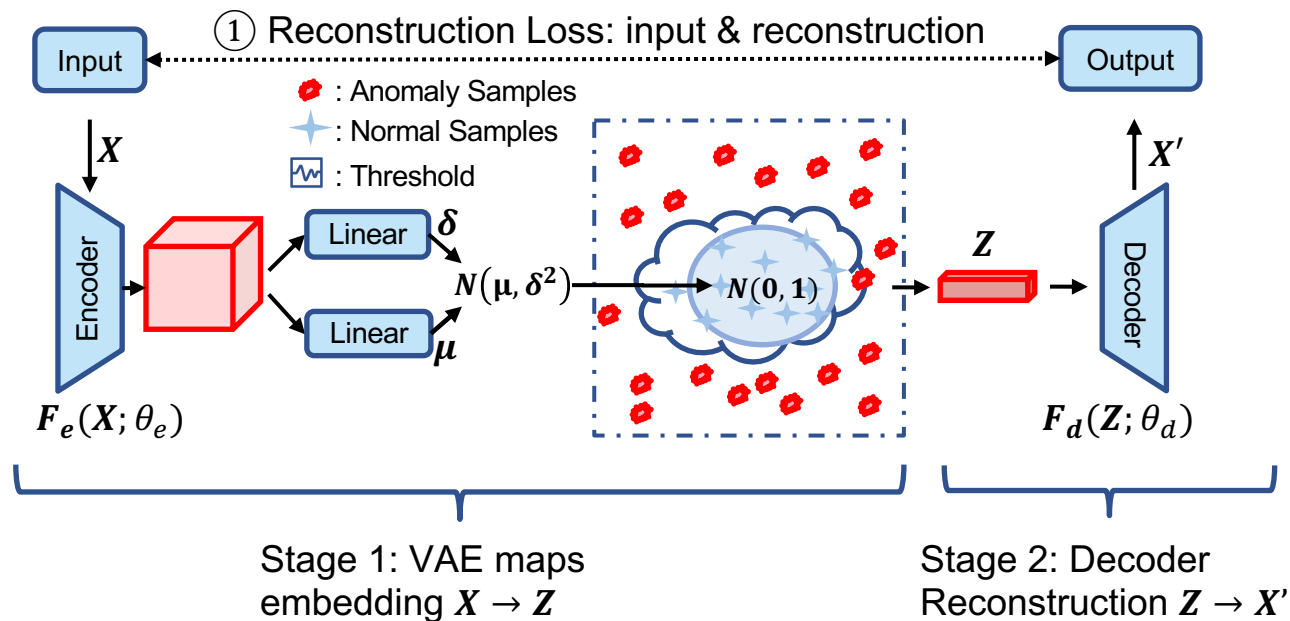 ① Reconstruction Loss: input & reconstruction
Input
Output
: Anomaly Samples
: Normal Samples
: Threshold
X
X′
Encoder
Linear
δ
Linear
μ
N(μ, δ²)
N(0, 1)
Z
Decoder
F_e(X; θ_e)
F_d(Z; θ_d)
Stage 1: VAE maps
embedding X → Z
Stage 2: Decoder
Reconstruction Z → X'